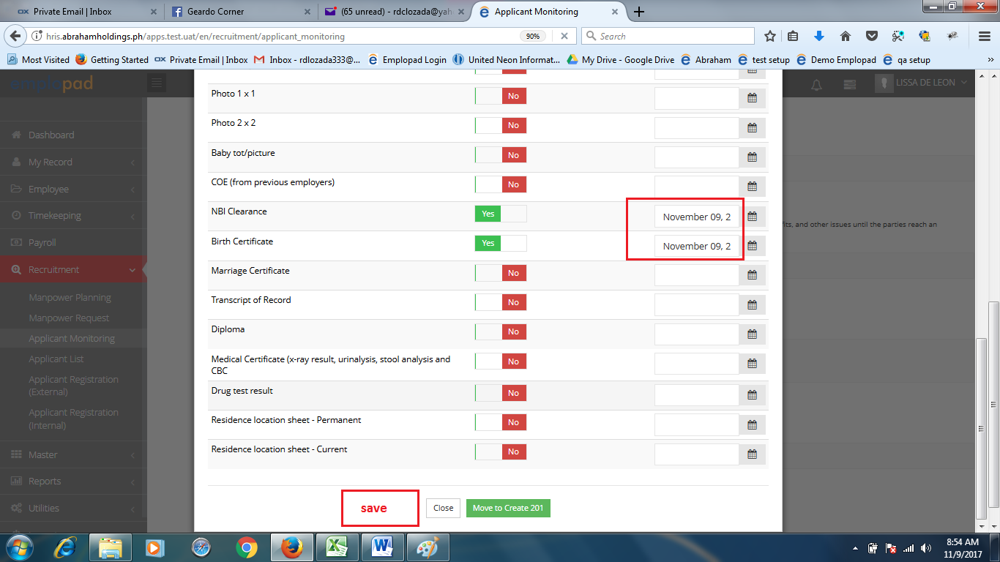 Private Email | Inbox
Geardo Corner
(65 unread) - rdclozada@yah
Applicant Monitoring
hris.abrahamholdings.ph/apps.test.uat/en/recruitment/applicant_monitoring
90%
Search
Most Visited
Getting Started
Private Email | Inbox
Inbox - rdlozada333@...
Emplopad Login
United Neon Informat...
My Drive - Google Drive
Abraham
test setup
Demo Emplopad
qa setup
emplopad
LISSA DE LEON
Dashboard
My Record
Employee
Timekeeping
Payroll
Recruitment
Manpower Planning
Manpower Request
Applicant Monitoring
Applicant List
Applicant Registration
(External)
Applicant Registration
(Internal)
Master
Reports
Utilities
Photo 1 x 1 No
Photo 2 x 2 No
Baby tot/picture No
COE (from previous employers) No
NBI Clearance Yes November 09, 2
fits, and other issues until the parties reach an
Birth Certificate Yes November 09, 2
Marriage Certificate No
Transcript of Record No
Diploma No
Medical Certificate (x-ray result, urinalysis, stool analysis and No
CBC
Drug test result No
Residence location sheet - Permanent No
Residence location sheet - Current No
save
Close
Move to Create 201
8:54 AM
11/9/2017